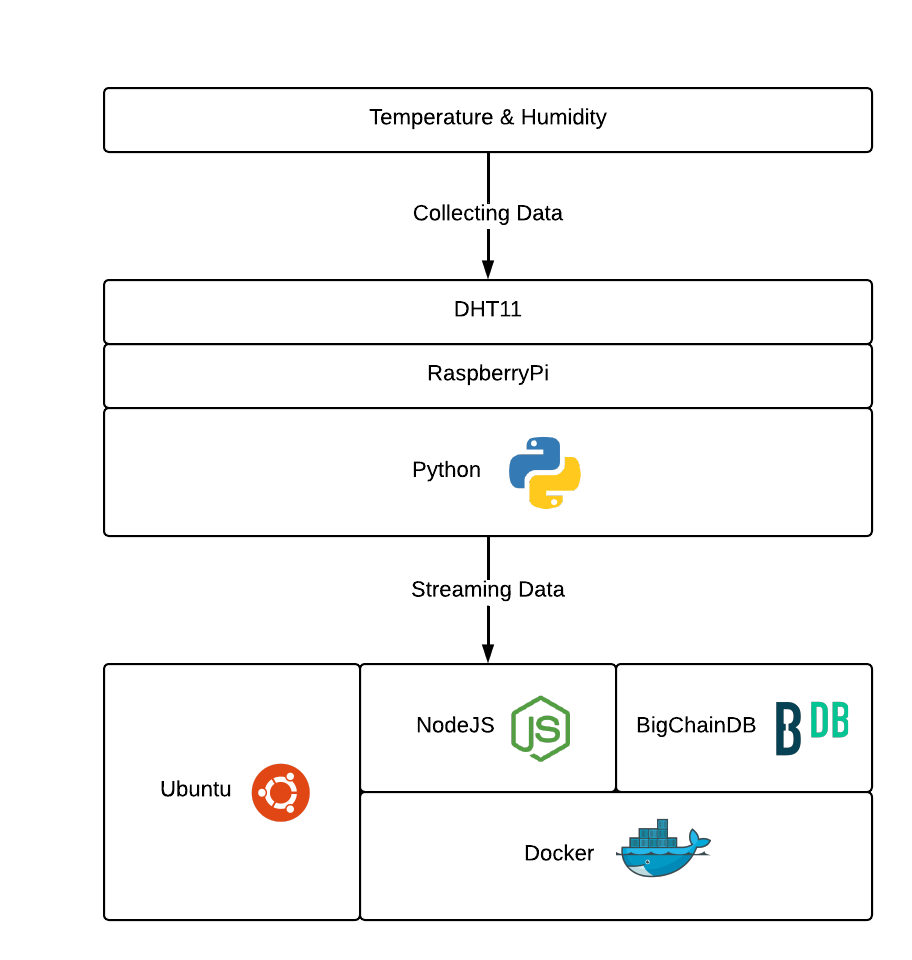 Temperature & Humidity
Collecting Data
DHT11
RaspberryPi
Python
Streaming Data
NodeJS
JS
BigChainDB
B DB
Ubuntu
Docker